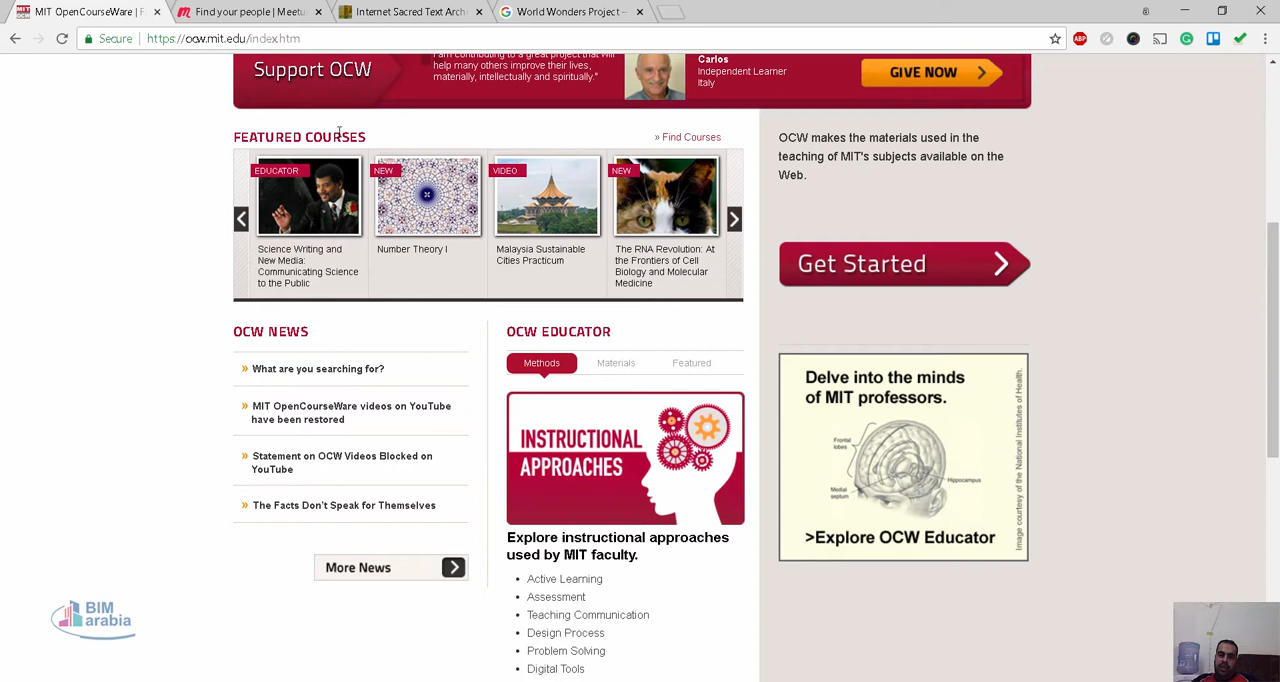 MIT OpenCourseWare | F
Find your people | Meetu
Internet Sacred Text Arch
World Wonders Project –
Secure
https://ocw.mit.edu/index.htm
ABP
Support OCW
help many others improve their lives,
materially, intellectually and spiritually."
Carlos
Independent Learner
Italy
GIVE NOW
FEATURED COURSES
» Find Courses
EDUCATOR
NEW
VIDEO
NEW
Science Writing and
New Media:
Communicating Science
to the Public
Number Theory I
Malaysia Sustainable
Cities Practicum
The RNA Revolution: At
the Frontiers of Cell
Biology and Molecular
Medicine
OCW makes the materials used in the
teaching of MIT's subjects available on the
Web.
Get Started
OCW NEWS
» What are you searching for?
» MIT OpenCourseWare videos on YouTube
have been restored
» Statement on OCW Videos Blocked on
YouTube
» The Facts Don't Speak for Themselves
More News
OCW EDUCATOR
Methods
Materials
Featured
INSTRUCTIONAL
APPROACHES
Explore instructional approaches
used by MIT faculty.
• Active Learning
• Assessment
• Teaching Communication
• Design Process
• Problem Solving
• Digital Tools
Delve into the minds
of MIT professors.
Frontal
lobes
Medial
septum
Hippocampus
>Explore OCW Educator
Image courtesy of the National Institutes of Health.
BIM
arabia